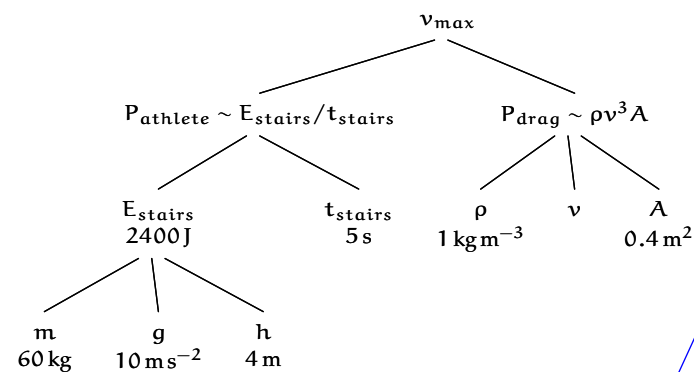 v_max
P_athlete ~ E_stairs/t_stairs P_drag ~ ρv³A
E_stairs t_stairs ρ v A
2400 J 5 s 1 kg m⁻³ 0.4 m²
m g h
60 kg 10 m s⁻² 4 m